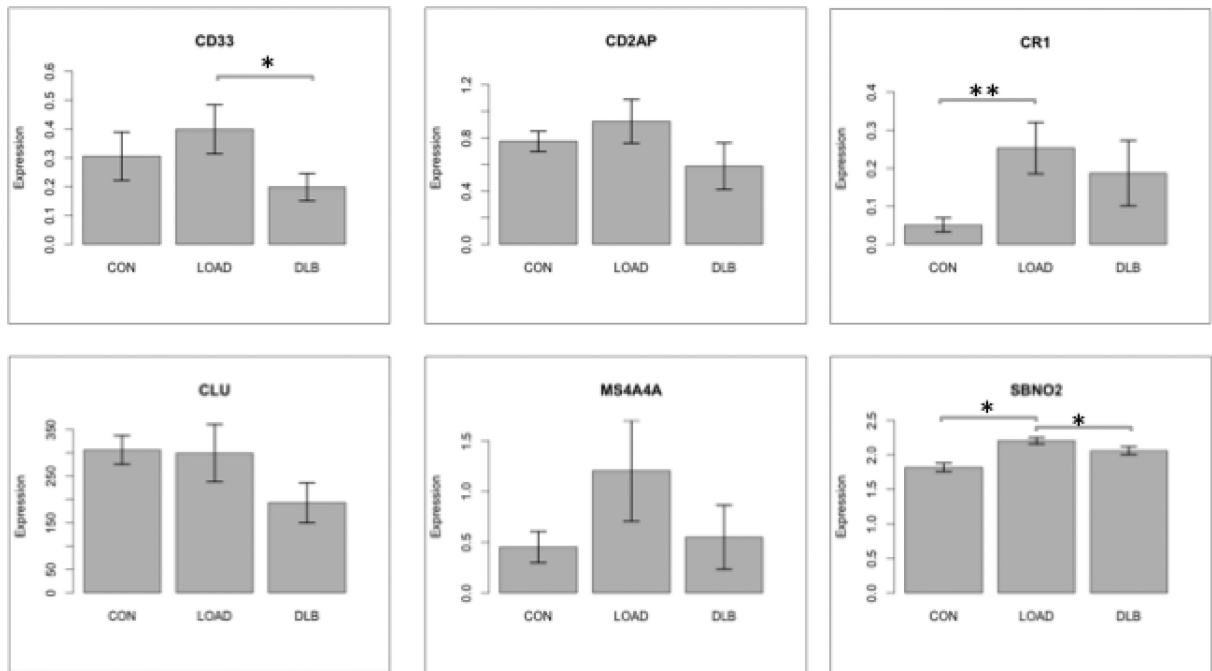 CD33
*
Expression
0.0 0.1 0.2 0.3 0.4 0.5 0.6
CON LOAD DLB
CD2AP
Expression
0.0 0.4 0.8 1.2
CON LOAD DLB
CR1
**
Expression
0.0 0.1 0.2 0.3 0.4
CON LOAD DLB
CLU
Expression
0 50 150 250 350
CON LOAD DLB
MS4A4A
Expression
0.0 0.5 1.0 1.5
CON LOAD DLB
SBNO2
* *
Expression
0.0 0.5 1.0 1.5 2.0 2.5
CON LOAD DLB